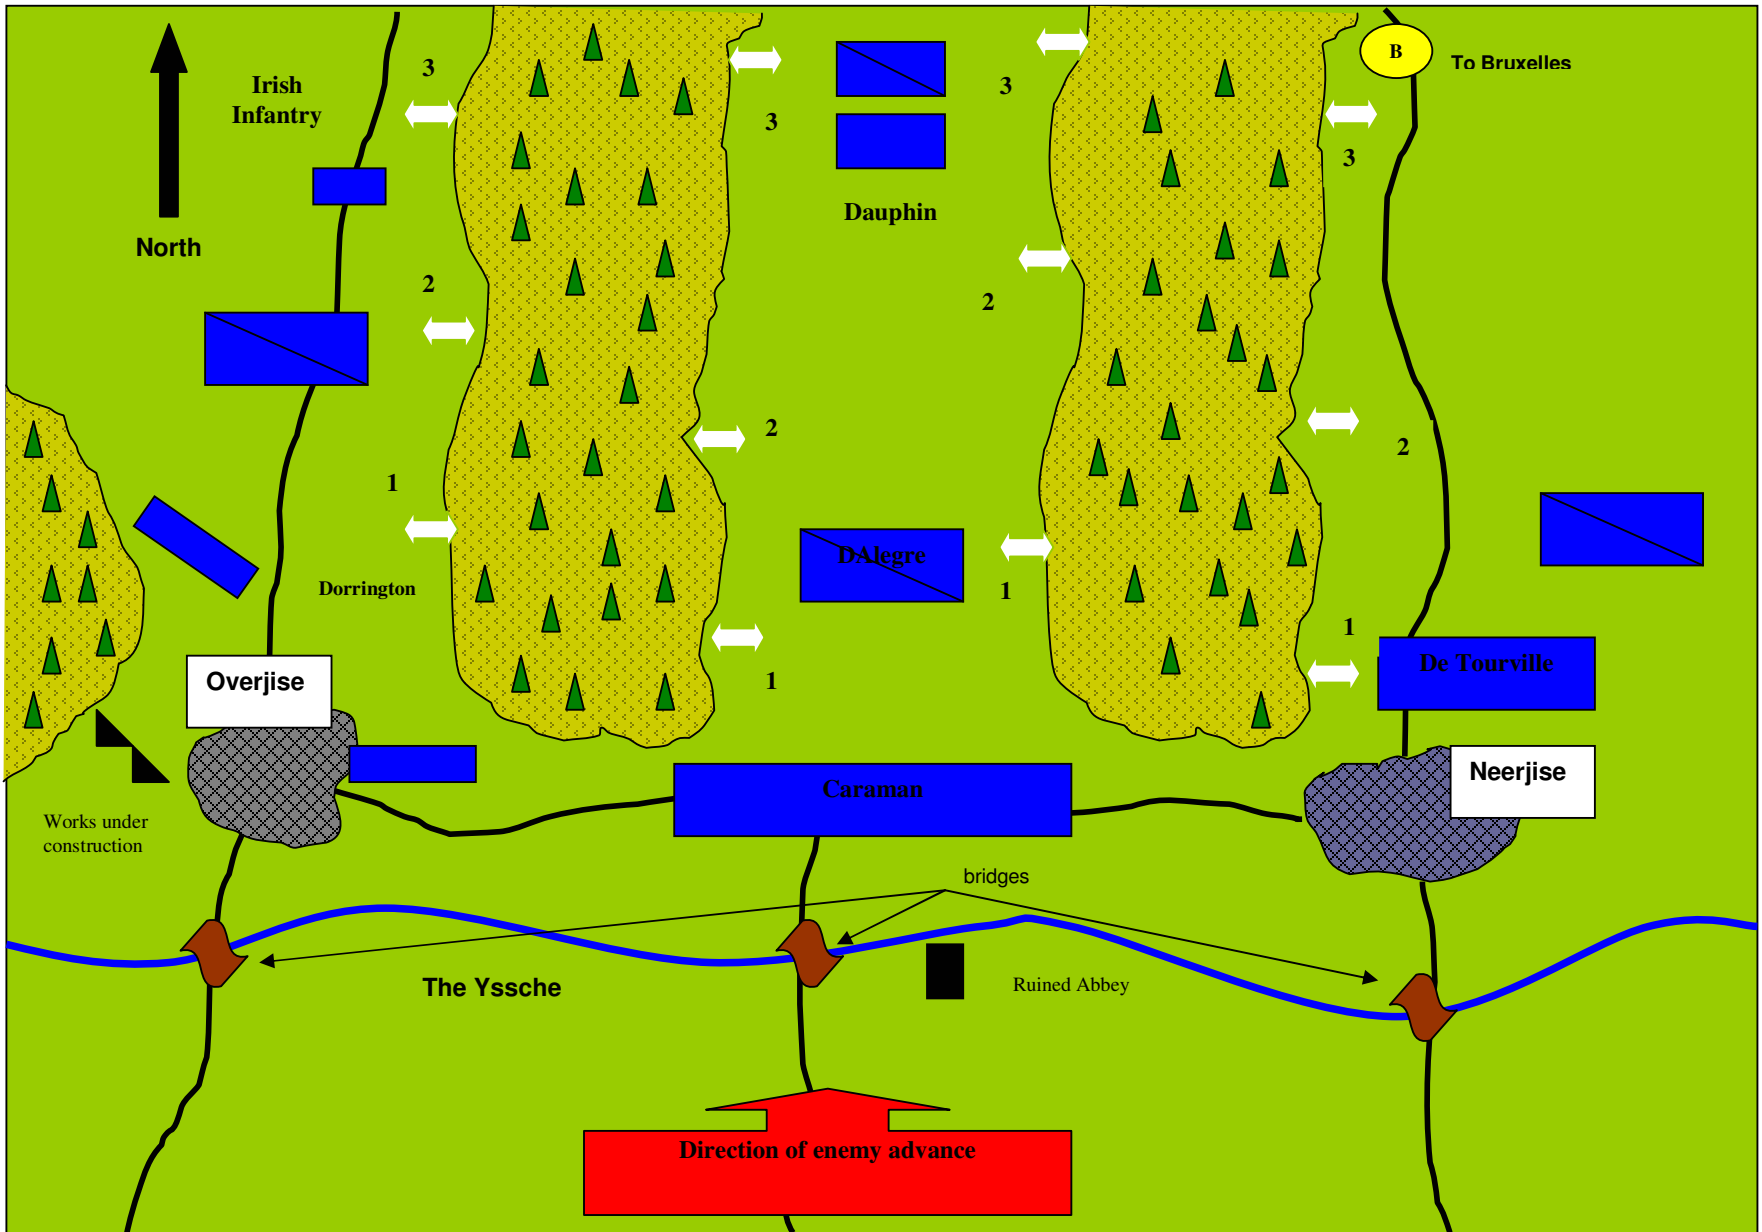 B
To Bruxelles
3
Irish
Infantry
3
3
3
Dauphin
North
2
2
2
2
1
DAlegre
Dorrington
1
1
1
De Tourville
Overjise
Neerjise
Caraman
Works under
construction
bridges
The Yssche
Ruined Abbey
Direction of enemy advance